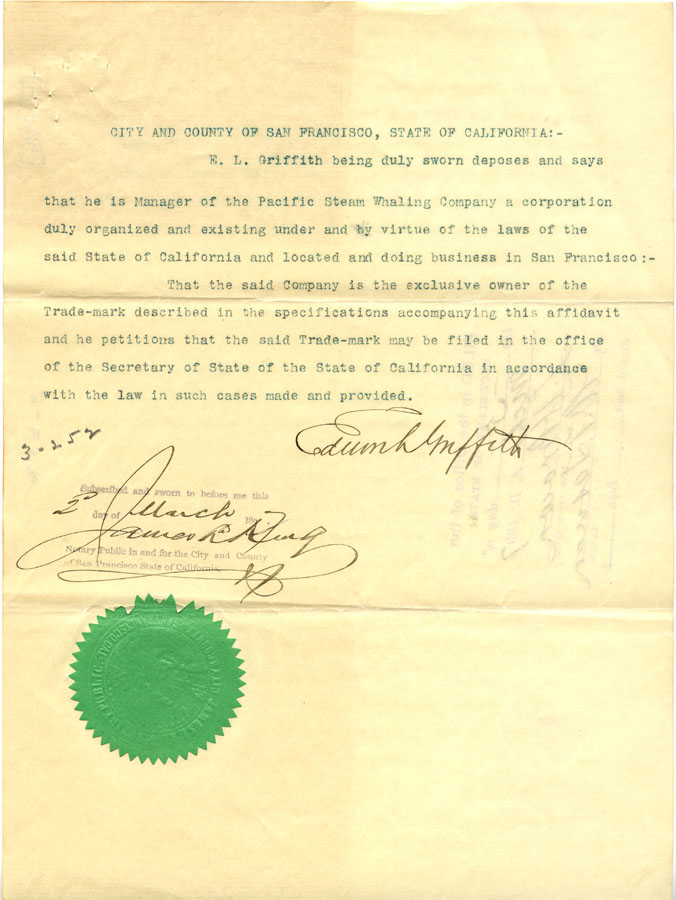 CITY AND COUNTY OF SAN FRANCISCO, STATE OF CALIFORNIA:-
E. L. Griffith being duly sworn deposes and says
that he is Manager of the Pacific Steam Whaling Company a corporation
duly organized and existing under and by virtue of the laws of the
said State of California and located and doing business in San Francisco:-
That the said Company is the exclusive owner of the
Trade-mark described in the specifications accompanying this affidavit
and he petitions that the said Trade-mark may be filed in the office
of the Secretary of State of the State of California in accordance
with the law in such cases made and provided.
Griffith
Subscribed and sworn to before me this
day of March 189
James King
Notary Public in and for the City and County
of San Francisco State of California.